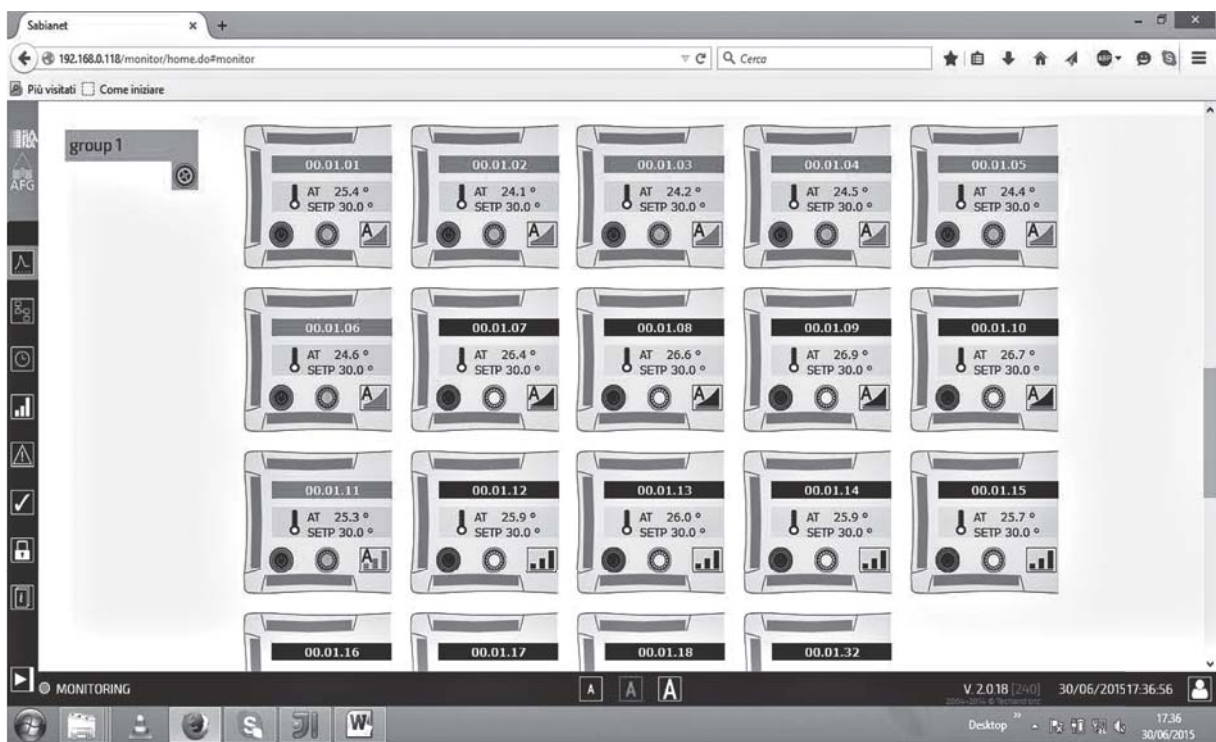 Sabianet × +
192.168.0.118/monitor/home.do#monitor Cerca ABP S
Più visitati Come iniziare
AFG
group 1
00.01.01 00.01.02 00.01.03 00.01.04 00.01.05
AT 25.4 ° AT 24.1 ° AT 24.2 ° AT 24.5 ° AT 24.4 °
SETP 30.0 ° SETP 30.0 ° SETP 30.0 ° SETP 30.0 ° SETP 30.0 °
A A A A A
00.01.06 00.01.07 00.01.08 00.01.09 00.01.10
AT 24.6 ° AT 26.4 ° AT 26.6 ° AT 26.9 ° AT 26.7 °
SETP 30.0 ° SETP 30.0 ° SETP 30.0 ° SETP 30.0 ° SETP 30.0 °
A A A A A
00.01.11 00.01.12 00.01.13 00.01.14 00.01.15
AT 25.3 ° AT 25.9 ° AT 26.0 ° AT 25.9 ° AT 25.7 °
SETP 30.0 ° SETP 30.0 ° SETP 30.0 ° SETP 30.0 ° SETP 30.0 °
A
00.01.16 00.01.17 00.01.18 00.01.32
MONITORING A A A V. 2.0.18 [240] 30/06/201517:36:56
S W Desktop » 17.36
30/06/2015